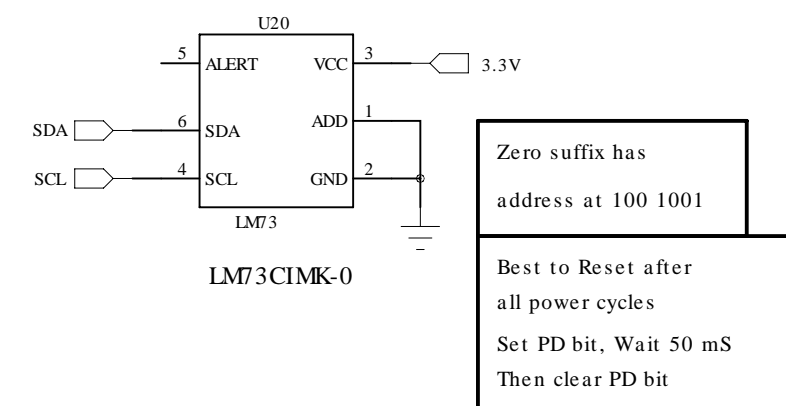 U20
5 ALERT VCC 3 3.3V
ADD 1
SDA 6 SDA
SCL 4 SCL GND 2
LM73
LM73CIMK-0
Zero suffix has
address at 100 1001
Best to Reset after
all power cycles
Set PD bit, Wait 50 mS
Then clear PD bit